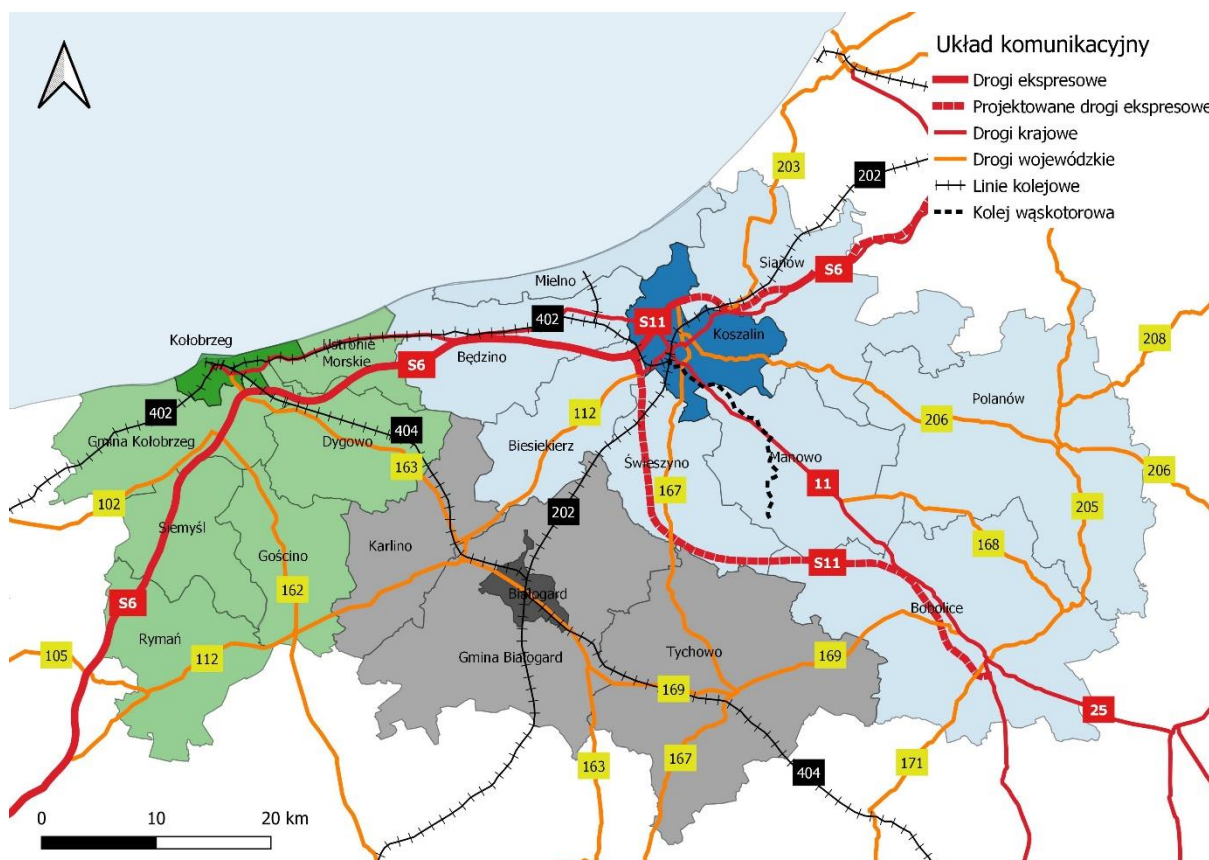 Układ komunikacyjny
Drogi ekspresowe
Projektowane drogi ekspresowe
Drogi krajowe
Drogi wojewódzkie
Linie kolejowe
Kolej wąskotorowa
203
202
Sianów
S6
Mielno
402
S11
Koszalin
Kołobrzeg
Ustronie
Morskie
S6
Będzino
208
402
Gmina Kołobrzeg
404
Dygowo
163
112
Biesiekierz
206
Polanów
Świeszyno
Manowo
167
11
206
102
Siemyśl
202
205
Gościno
Karlino
168
162
S11
S6
Białogard
Bobolice
Rymań
105
112
Gmina Białogard
Tychowo
169
169
25
163
167
404
171
0
10
20 km